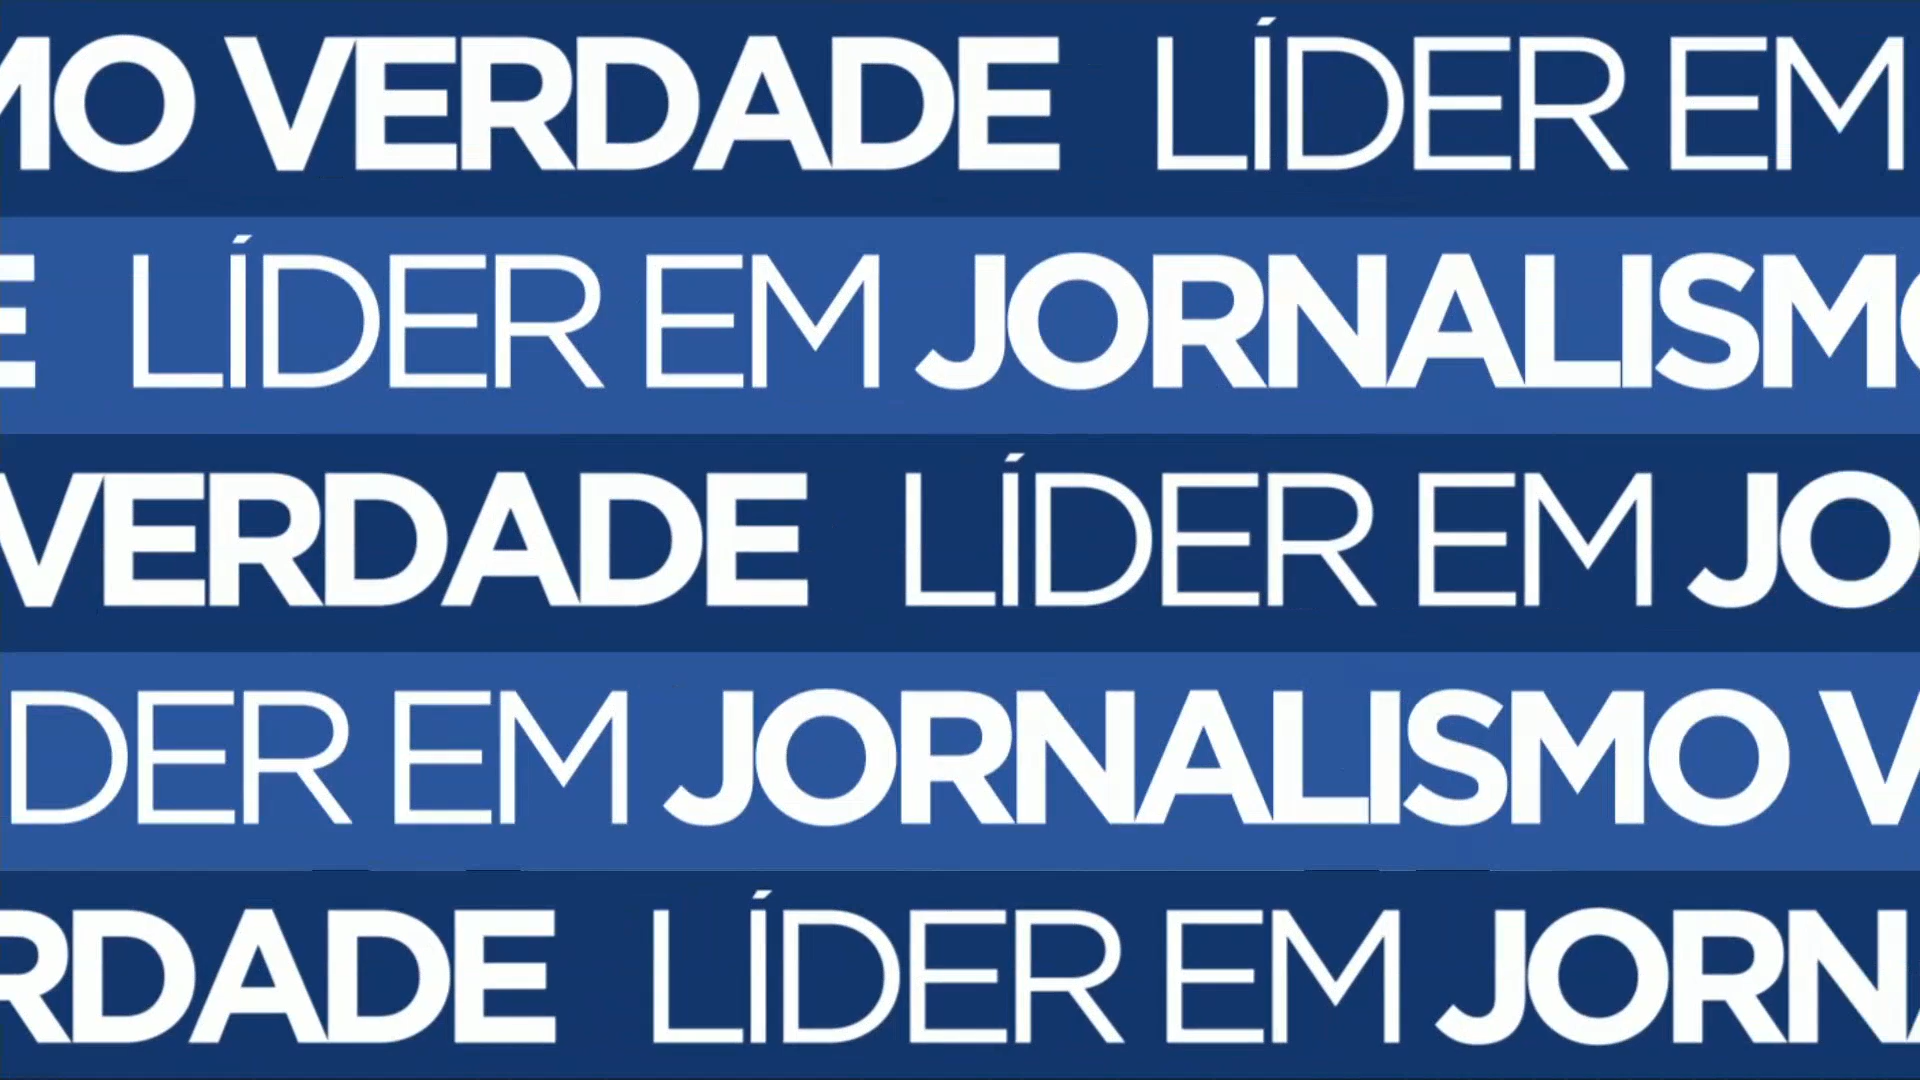 MO VERDADE LÍDER EM
E LÍDER EM JORNALISMO
VERDADE LÍDER EM JO
DER EM JORNALISMO V
RDADE LÍDER EM JORNA